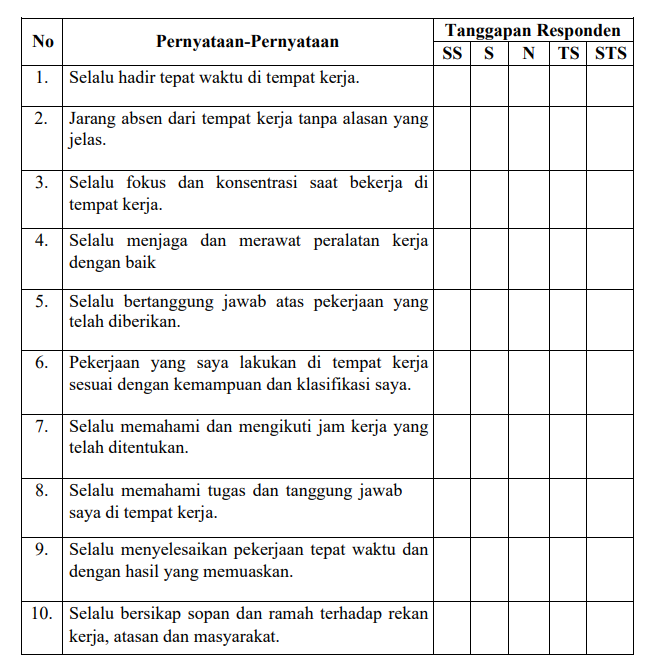 No Pernyataan-Pernyataan Tanggapan Responden
SS S N TS STS
1. Selalu hadir tepat waktu di tempat kerja.
2. Jarang absen dari tempat kerja tanpa alasan yang
jelas.
3. Selalu fokus dan konsentrasi saat bekerja di
tempat kerja.
4. Selalu menjaga dan merawat peralatan kerja
dengan baik
5. Selalu bertanggung jawab atas pekerjaan yang
telah diberikan.
6. Pekerjaan yang saya lakukan di tempat kerja
sesuai dengan kemampuan dan klasifikasi saya.
7. Selalu memahami dan mengikuti jam kerja yang
telah ditentukan.
8. Selalu memahami tugas dan tanggung jawab
saya di tempat kerja.
9. Selalu menyelesaikan pekerjaan tepat waktu dan
dengan hasil yang memuaskan.
10. Selalu bersikap sopan dan ramah terhadap rekan
kerja, atasan dan masyarakat.